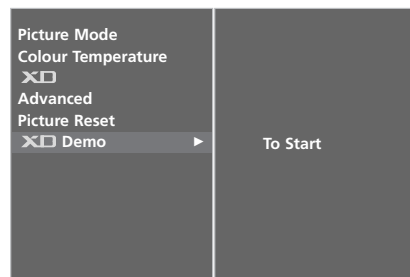 Picture Mode
Colour Temperature
XD
Advanced
Picture Reset
XD Demo ►
To Start